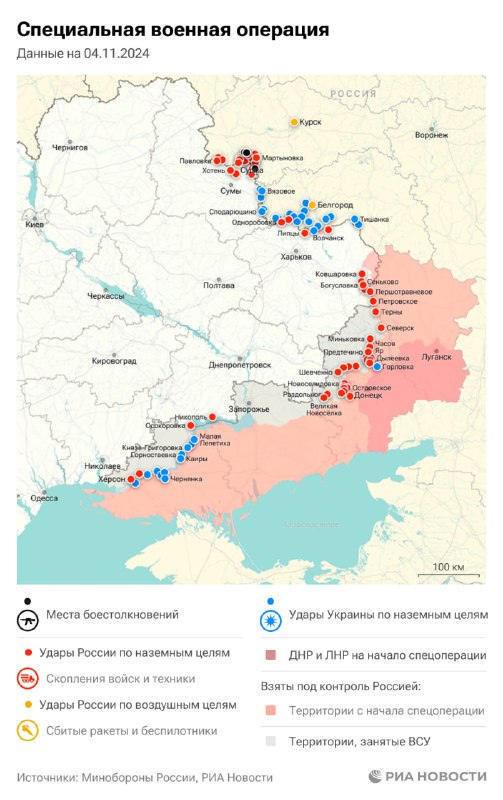 Специальная военная операция
Данные на 04.11.2024
РОССИЯ
Курск
Воронеж
Чернигов
Павловка
Мартыновка
Суджа
Хотень
Сумы
Вязовое
Белгород
Сподарюшино
Тишанка
Одноробовка
Киев
Липцы
Волчанск
Харьков
Ковшаровка
Сеньково
Богуславка
Першотравневое
Полтава
Петровское
Черкассы
Терны
Северск
Миньковка
Часов
Яр
Предтечино
Дылеевка
Луганск
Кировоград
Днепропетровск
Шевченко
Горловка
Новоселидовка
Островское
Раздольное
Донецк
Запорожье
Великая
Новосёлка
Никополь
Осокоровка
Малая
Лепетиха
Князе-Григоровка
Горностаевка
Каиры
Николаев
Херсон
Чернянка
Одесса
Азовское море
100 км
Места боестолкновений
Удары России по наземным целям
Скопления войск и техники
Удары России по воздушным целям
Сбитые ракеты и беспилотники
Удары Украины по наземным целям
ДНР и ЛНР на начало спецоперации
Взяты под контроль Россией:
Территории с начала спецоперации
Территории, занятые ВСУ
Источники: Минобороны России, РИА Новости
РИА НОВОСТИ